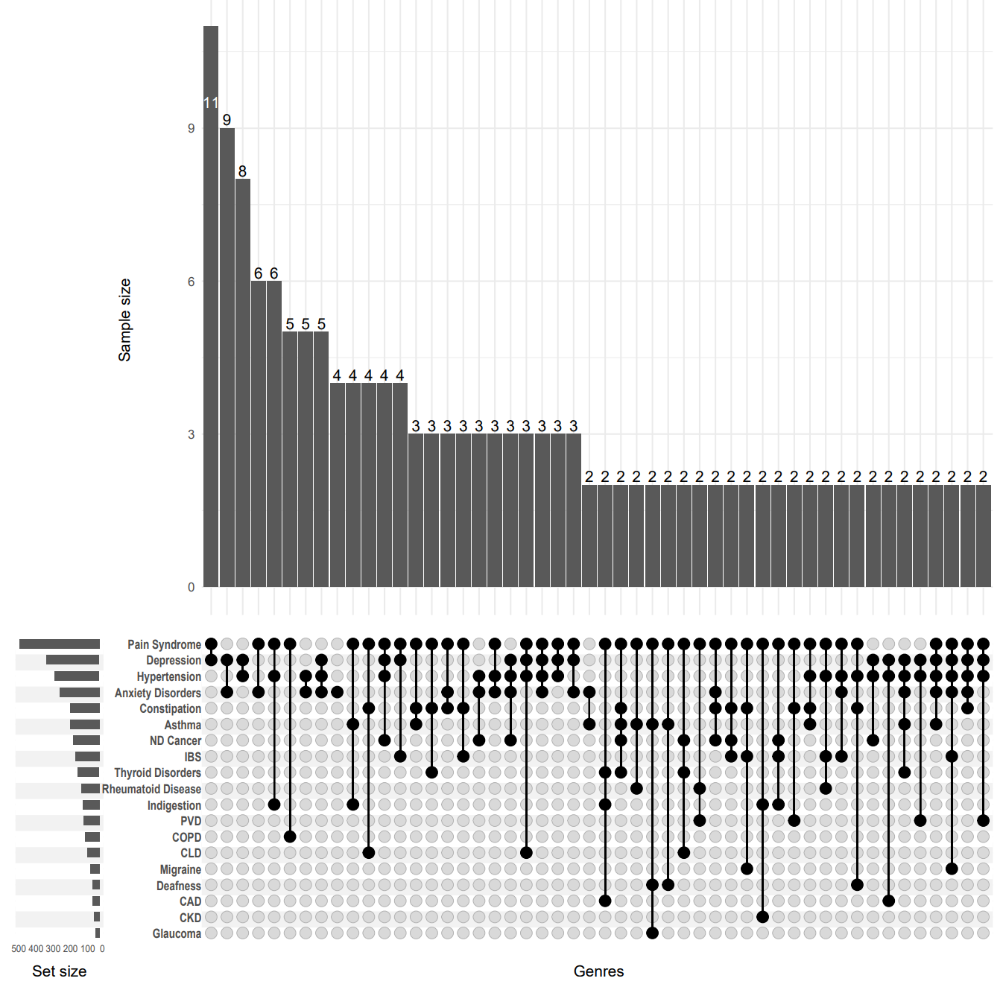 11
9
8
6 6
5 5 5
4 4 4 4 4
3 3 3 3 3 3 3 3 3 3 3
2 2 2 2 2 2 2 2 2 2 2 2 2 2 2 2 2 2 2 2 2 2 2 2 2 2
9
6
3
0
Sample size
Pain Syndrome
Depression
Hypertension
Anxiety Disorders
Constipation
Asthma
ND Cancer
IBS
Thyroid Disorders
Rheumatoid Disease
Indigestion
PVD
COPD
CLD
Migraine
Deafness
CAD
CKD
Glaucoma
500 400 300 200 100 0
Set size
Genres